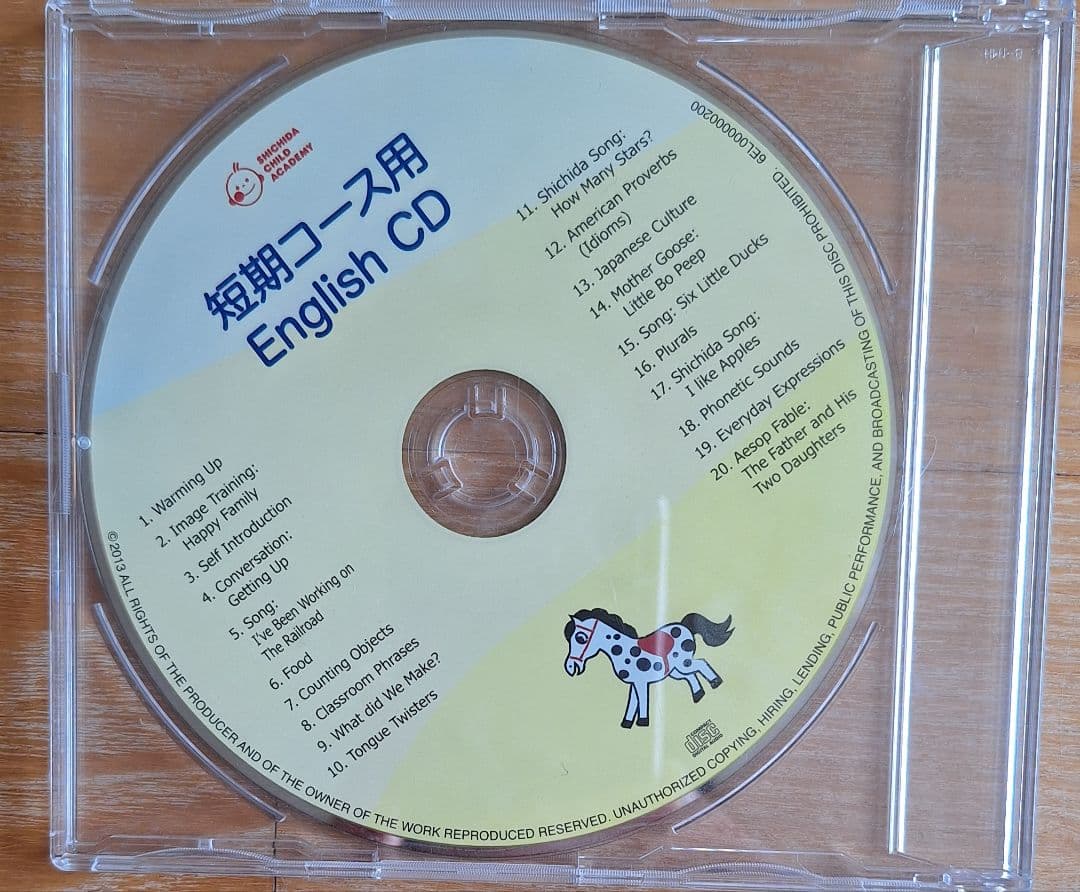 SHICHIDA
CHILD
ACADEMY
短期コース用
English CD
1. Warming Up
2. Image Training:
Happy Family
3. Self Introduction
4. Conversation:
Getting Up
5. Song:
I've Been Working on
The Railroad
6. Food
7. Counting Objects
8. Classroom Phrases
9. What did We Make?
10. Tongue Twisters
11. Shichida Song:
How Many Stars?
12. American Proverbs
(Idioms)
13. Japanese Culture
14. Mother Goose:
Little Bo Peep
15. Song: Six Little Ducks
16. Plurals
17. Shichida Song:
I like Apples
18. Phonetic Sounds
19. Everyday Expressions
20. Aesop Fable:
The Father and His
Two Daughters
COMPACT
disc
DIGITAL AUDIO
©2013 ALL RIGHTS OF THE PRODUCER AND OF THE OWNER OF THE WORK REPRODUCED RESERVED. UNAUTHORIZED COPYING, HIRING, LENDING, PUBLIC PERFORMANCE, AND BROADCASTING OF THIS DISC PROHIBITED
6EL0000000200